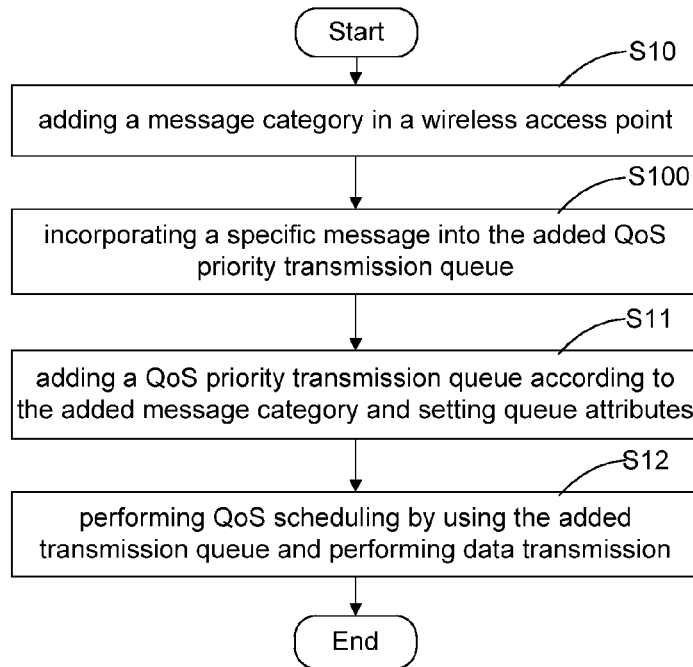 Start
S10
adding a message category in a wireless access point
S100
incorporating a specific message into the added QoS
priority transmission queue
S11
adding a QoS priority transmission queue according to
the added message category and setting queue attributes
S12
performing QoS scheduling by using the added
transmission queue and performing data transmission
End